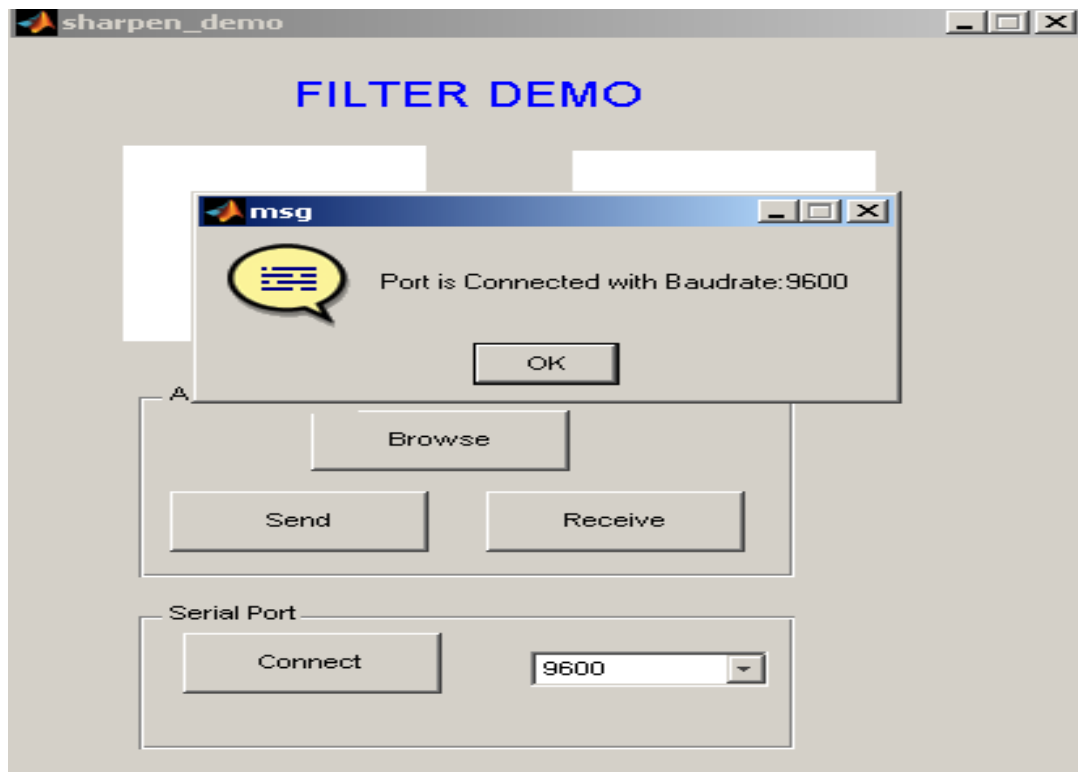 sharpen_demo
FILTER DEMO
msg
Port is Connected with Baudrate:9600
OK
A
Browse
Send Receive
Serial Port
Connect 9600